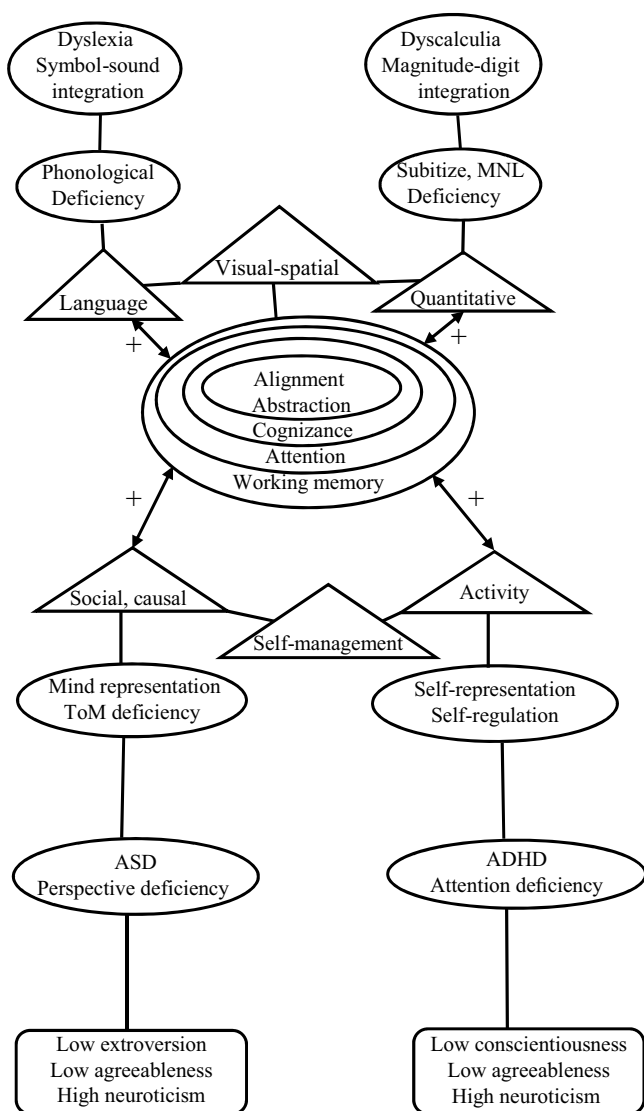 Dyslexia
Symbol-sound
integration
Dyscalculia
Magnitude-digit
integration
Phonological
Deficiency
Subitize, MNL
Deficiency
Visual-spatial
Language
Quantitative
+
+
Alignment
Abstraction
Cognizance
Attention
Working memory
+
+
Social, causal
Activity
Self-management
Mind representation
ToM deficiency
Self-representation
Self-regulation
ASD
Perspective deficiency
ADHD
Attention deficiency
Low extroversion
Low agreeableness
High neuroticism
Low conscientiousness
Low agreeableness
High neuroticism